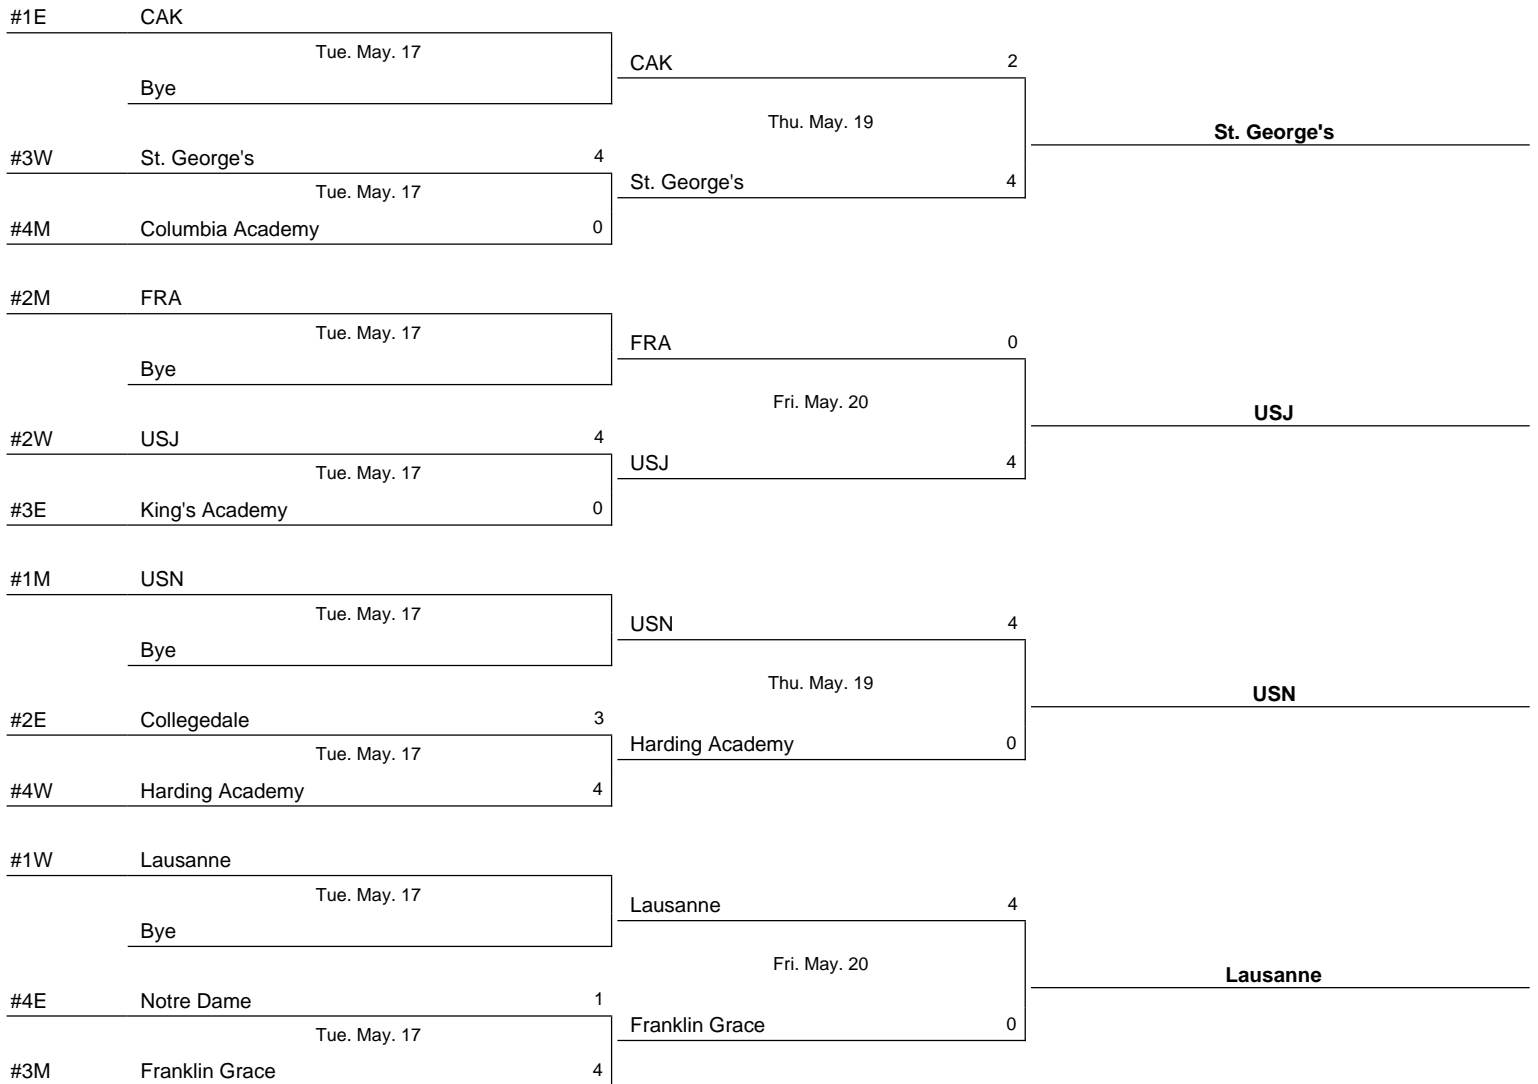 #1E CAK
Tue. May. 17
CAK 2
Bye
Thu. May. 19
St. George's
#3W St. George's 4
St. George's 4
Tue. May. 17
#4M Columbia Academy 0
#2M FRA
Tue. May. 17
FRA 0
Bye
Fri. May. 20
USJ
#2W USJ 4
USJ 4
Tue. May. 17
#3E King's Academy 0
#1M USN
Tue. May. 17
USN 4
Bye
Thu. May. 19
USN
#2E Collegedale 3
Harding Academy 0
Tue. May. 17
#4W Harding Academy 4
#1W Lausanne
Tue. May. 17
Lausanne 4
Bye
Fri. May. 20
Lausanne
#4E Notre Dame 1
Franklin Grace 0
Tue. May. 17
#3M Franklin Grace 4